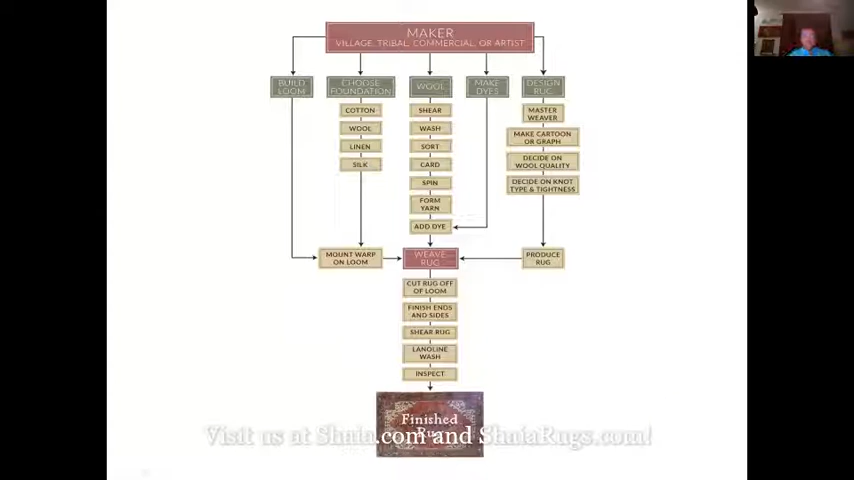 MAKER
VILLAGE, TRIBAL, COMMERCIAL, OR ARTIST
BUILD
LOOM
CHOOSE
FOUNDATION
WOOL
MAKE
DYES
DESIGN
RUG
COTTON
WOOL
LINEN
SILK
SHEAR
WASH
SORT
CARD
SPIN
FORM
YARN
ADD DYE
MASTER
WEAVER
MAKE CARTOON
OR GRAPH
DECIDE ON
WOOL QUALITY
DECIDE ON KNOT
TYPE & TIGHTNESS
MOUNT WARP
ON LOOM
WEAVE
RUG
PRODUCE
RUG
CUT RUG OFF
OF LOOM
FINISH ENDS
AND SIDES
SHEAR RUG
LANOLINE
WASH
INSPECT
Finished
Rug
Visit us at Shaia.com and ShaiaRugs.com!